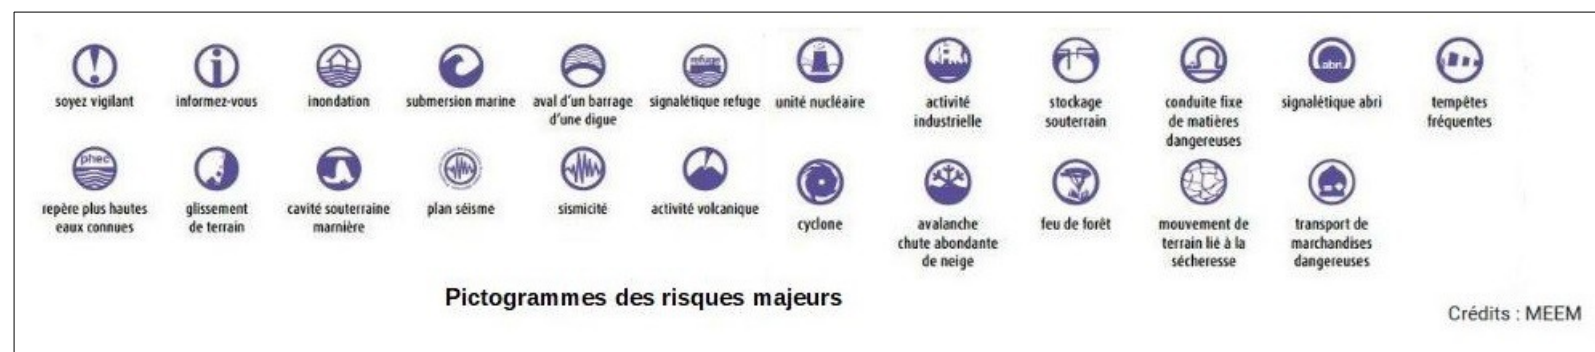 soyez vigilant
informez-vous
inondation
submersion marine
aval d'un barrage
d'une digue
refuge
signalétique refuge
unité nucléaire
activité
industrielle
stockage
souterrain
conduite fixe
de matières
dangereuses
abri
signalétique abri
tempêtes
fréquentes
phec
repère plus hautes
eaux connues
glissement
de terrain
cavité souterraine
marnière
plan séisme
sismicité
activité volcanique
cyclone
avalanche
chute abondante
de neige
feu de forêt
mouvement de
terrain lié à la
sécheresse
transport de
marchandises
dangereuses
Pictogrammes des risques majeurs
Crédits : MEEM